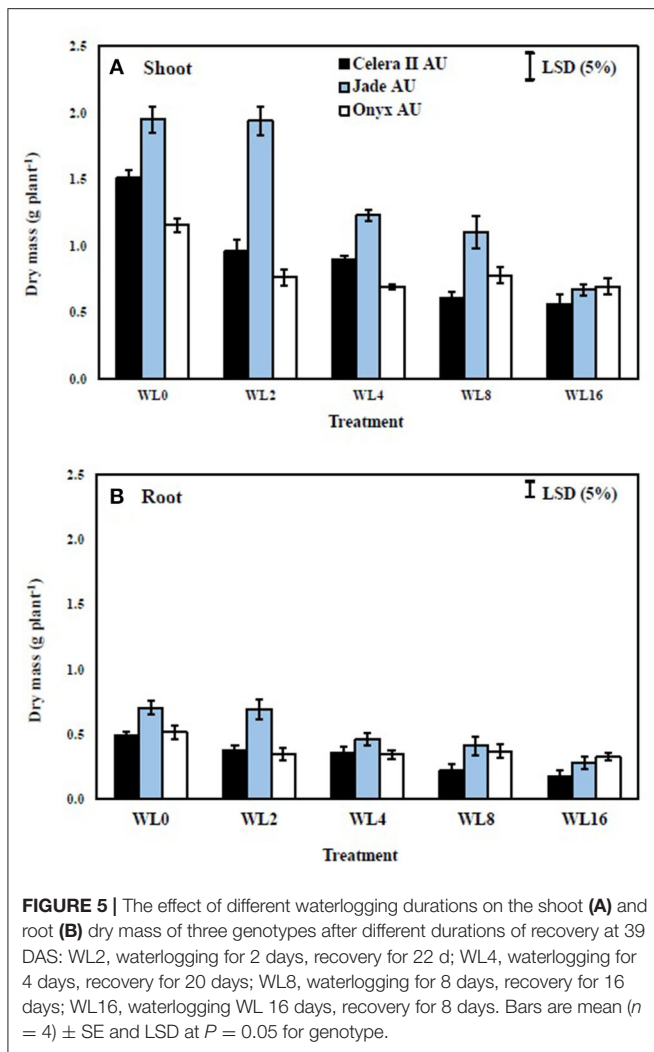 A Shoot
Celera II AU
Jade AU
Onyx AU
LSD (5%)
Dry mass (g plant⁻¹)
2.5
2.0
1.5
1.0
0.5
0.0
WL0 WL2 WL4 WL8 WL16
Treatment
B Root
LSD (5%)
Dry mass (g plant⁻¹)
2.5
2.0
1.5
1.0
0.5
0.0
WL0 WL2 WL4 WL8 WL16
Treatment
FIGURE 5 | The effect of different waterlogging durations on the shoot (A) and
root (B) dry mass of three genotypes after different durations of recovery at 39
DAS: WL2, waterlogging for 2 days, recovery for 22 d; WL4, waterlogging for
4 days, recovery for 20 days; WL8, waterlogging for 8 days, recovery for 16
days; WL16, waterlogging WL 16 days, recovery for 8 days. Bars are mean (n
= 4) ± SE and LSD at P = 0.05 for genotype.